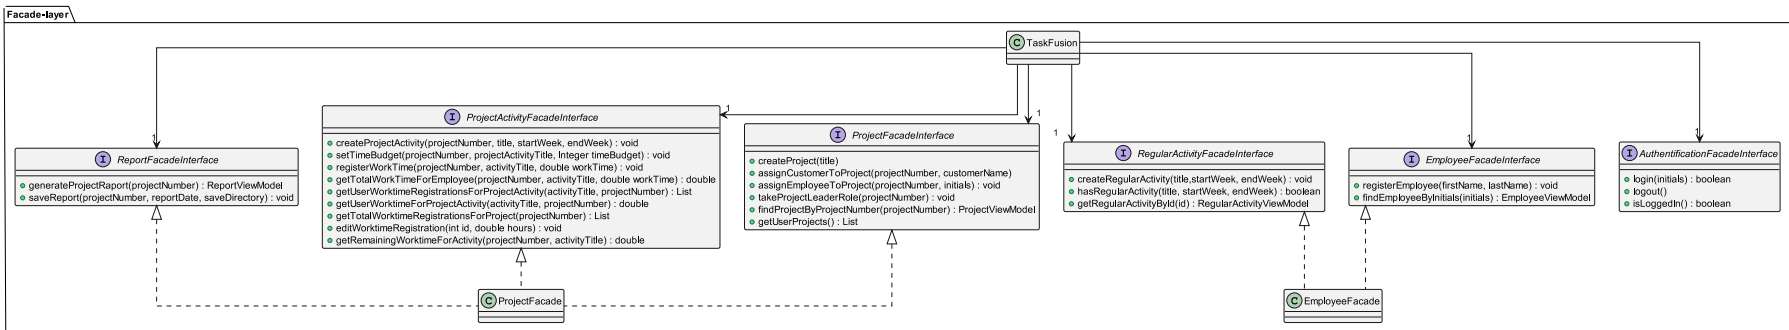 Facade-layer
C TaskFusion
1
1
1
1
1
1
I ReportFacadeInterface
generateProjectRaport(projectNumber) : ReportViewModel
saveReport(projectNumber, reportDate, saveDirectory) : void
I ProjectActivityFacadeInterface
createProjectActivity(projectNumber, title, startWeek, endWeek) : void
setTimeBudget(projectNumber, projectActivityTitle, Integer timeBudget) : void
registerWorkTime(projectNumber, activityTitle, double workTime) : void
getTotalWorkTimeForEmployee(projectNumber, activityTitle, double workTime) : double
getUserWorktimeRegistrationsForProjectActivity(activityTitle, projectNumber) : List
getUserWorktimeForProjectActivity(activityTitle, projectNumber) : double
getTotalWorktimeRegistrationsForProject(projectNumber) : List
editWorktimeRegistration(int id, double hours) : void
getRemainingWorktimeForActivity(projectNumber, activityTitle) : double
I ProjectFacadeInterface
createProject(title)
assignCustomerToProject(projectNumber, customerName)
assignEmployeeToProject(projectNumber, initials) : void
takeProjectLeaderRole(projectNumber) : void
findProjectByProjectNumber(projectNumber) : ProjectViewModel
getUserProjects() : List
I RegularActivityFacadeInterface
createRegularActivity(title,startWeek, endWeek) : void
hasRegularActivity(title, startWeek, endWeek) : boolean
getRegularActivityById(id) : RegularActivityViewModel
I EmployeeFacadeInterface
registerEmployee(firstName, lastName) : void
findEmployeeByInitials(initials) : EmployeeViewModel
I AuthentificationFacadeInterface
login(initials) : boolean
logout()
isLoggedIn() : boolean
C ProjectFacade
C EmployeeFacade